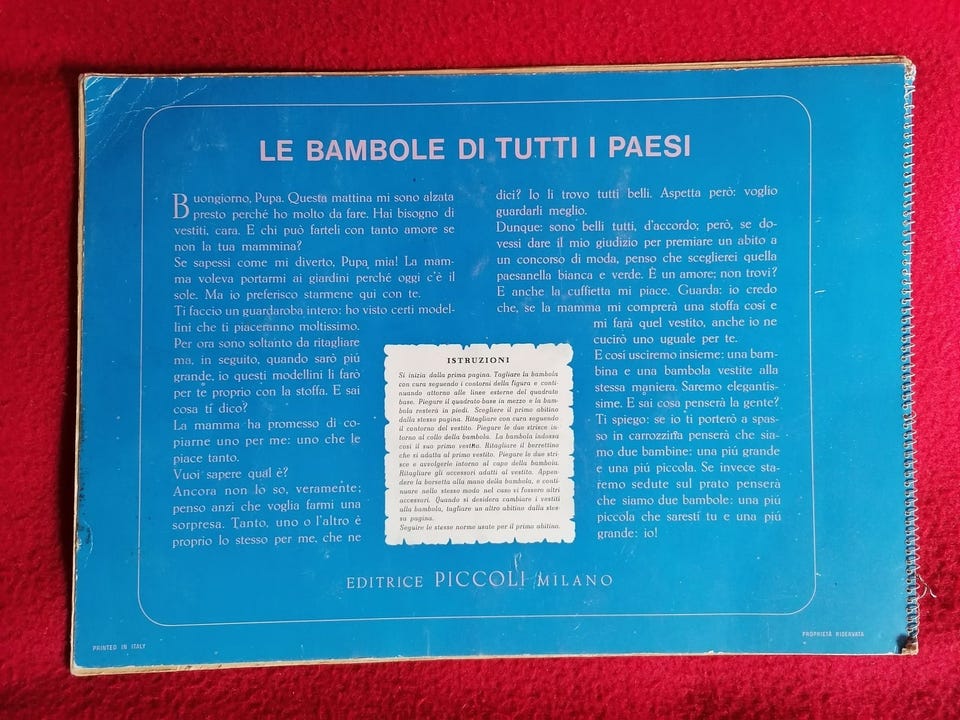 LE BAMBOLE DI TUTTI I PAESI
Buongiorno, Pupa. Questa mattina mi sono alzata
presto perché ho molto da fare. Hai bisogno di
vestiti, cara. E chi può farteli con tanto amore se
non la tua mammina?
Se sapessi come mi diverto, Pupa mia! La mam-
ma voleva portarmi ai giardini perché oggi c'è il
sole. Ma io preferisco starmene qui con te.
Ti faccio un guardaroba intero: ho visto certi model-
lini che ti piaceranno moltissimo.
Per ora sono soltanto da ritagliare
ma, in seguito, quando sarò piú
grande, io questi modellini li farò
per te proprio con la stoffa. E sai
cosa ti dico?
La mamma ha promesso di co-
piarne uno per me: uno che le
piace tanto.
Vuoi sapere qual è?
Ancora non lo so, veramente;
penso anzi che voglia farmi una
sorpresa. Tanto, uno o l'altro è
proprio lo stesso per me, che ne
dici? Io li trovo tutti belli. Aspetta però: voglio
guardarli meglio.
Dunque: sono belli tutti, d'accordo; però, se do-
vessi dare il mio giudizio per premiare un abito a
un concorso di moda, penso che sceglierei quella
paesanella bianca e verde. È un amore; non trovi?
E anche la cuffietta mi piace. Guarda: io credo
che, se la mamma mi comprerà una stoffa cosí e
mi farà quel vestito, anche io ne
cucirò uno uguale per te.
E cosí usciremo insieme: una bam-
bina e una bambola vestite alla
stessa maniera. Saremo elegantis-
sime. E sai cosa penserà la gente?
Ti spiego: se io ti porterò a spas-
so in carrozzina penserà che sia-
mo due bambine: una piú grande
e una piú piccola. Se invece sta-
remo sedute sul prato penserà
che siamo due bambole: una piú
piccola che saresti tu e una piú
grande: io!
ISTRUZIONI
Si inizia dalla prima pagina. Tagliare la bambola
con cura seguendo i contorni della figura e conti-
nuando attorno alle linee esterne del quadrato
base. Piegare il quadrato base in mezzo e la bam-
bola resterà in piedi. Scegliere il primo abitino
dalla stessa pagina. Ritagliare con cura seguendo
il contorno del vestito. Piegare le due strisce in-
torno al collo della bambola. La bambola indossa
così il suo primo vestito. Ritagliare il berrettino
che si adatta al primo vestito. Piegare le due stri-
sce e avvolgerle intorno al capo della bambola.
Ritagliare gli accessori adatti al vestito. Appen-
dere la borsetta alla mano della bambola, e conti-
nuare nello stesso modo nel caso vi fossero altri
accessori. Quando si desidera cambiare i vestiti
alla bambola, tagliare un altro abitino dalla stes-
sa pagina.
Seguire le stesse norme usate per il primo abitino.
EDITRICE PICCOLI MILANO
PRINTED IN ITALY
PROPRIETÀ RISERVATA